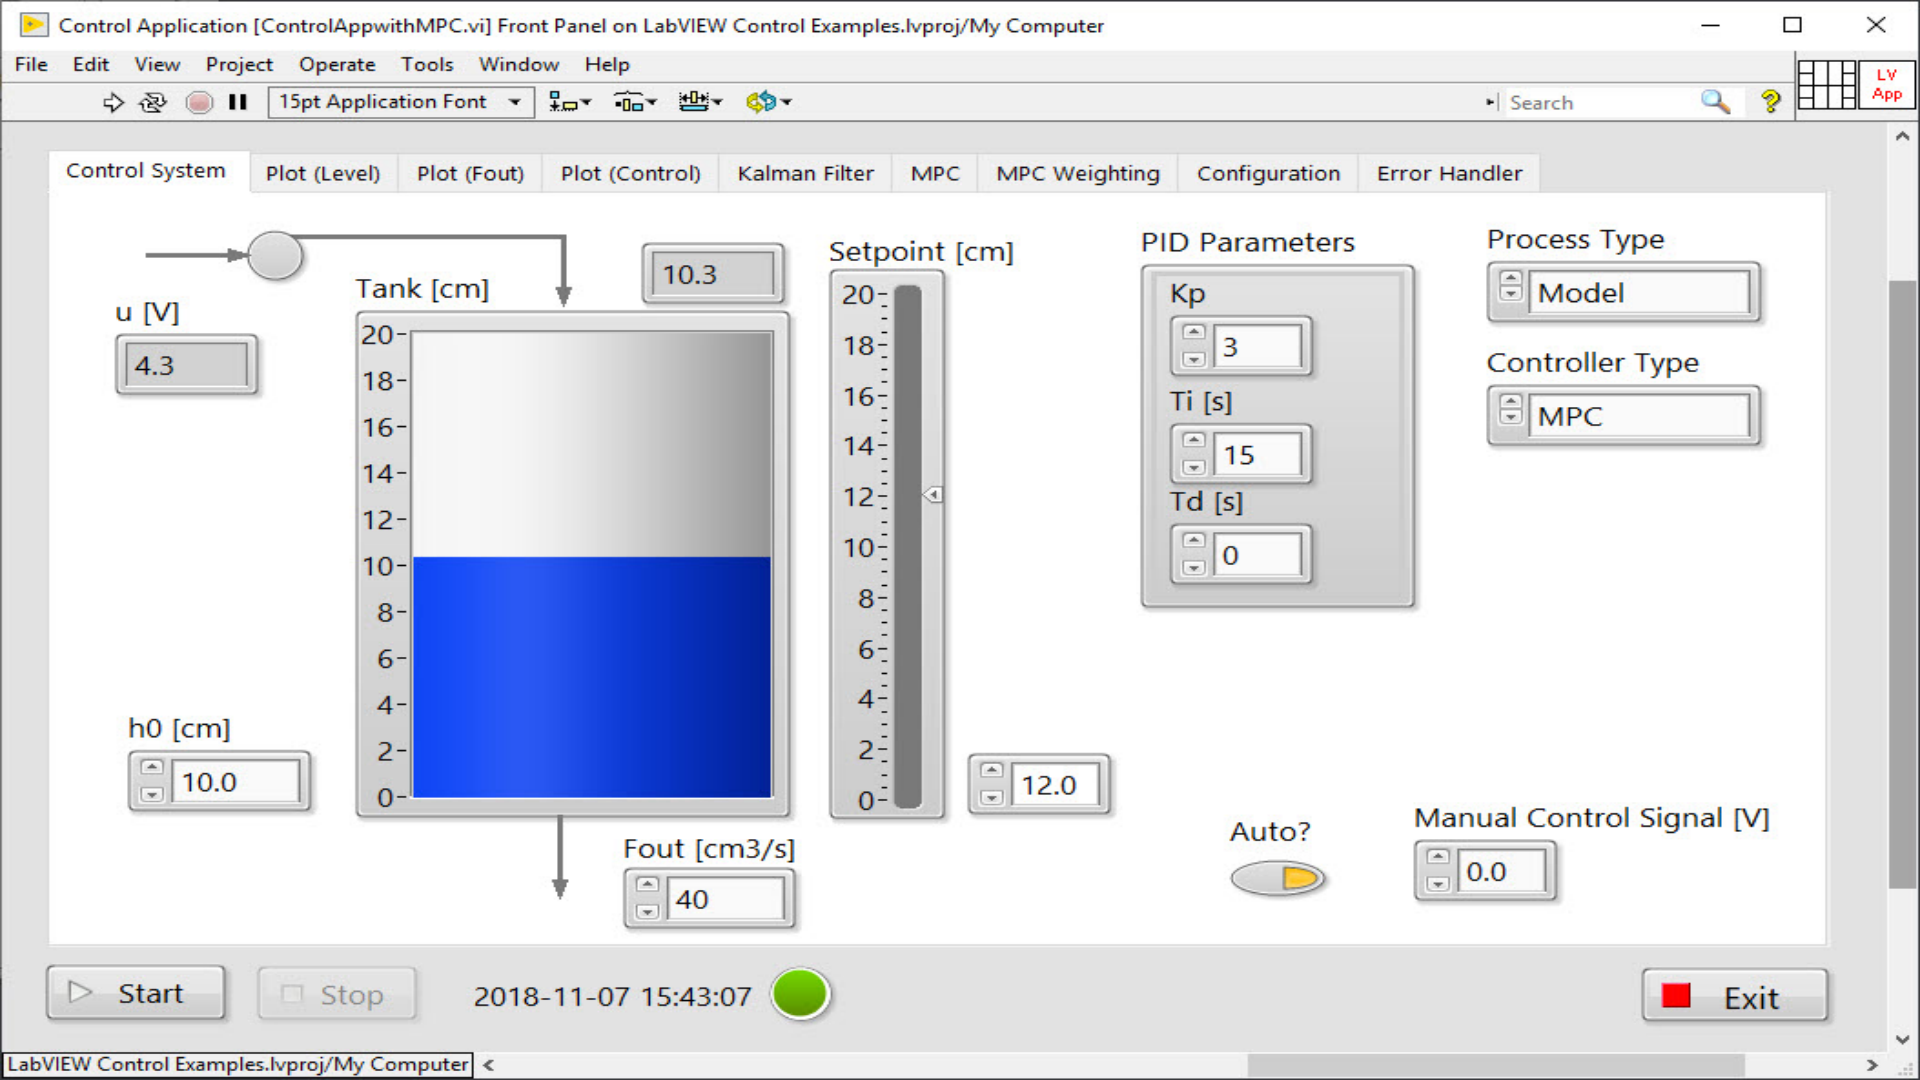 Control Application [ControlAppwithMPC.vi] Front Panel on LabVIEW Control Examples.lvproj/My Computer
File Edit View Project Operate Tools Window Help
15pt Application Font
Search
?
LV
App
Control System Plot (Level) Plot (Fout) Plot (Control) Kalman Filter MPC MPC Weighting Configuration Error Handler
u [V]
4.3
Tank [cm]
10.3
20
18
16
14
12
10
8
6
4
2
0
h0 [cm]
10.0
Fout [cm3/s]
40
Setpoint [cm]
20
18
16
14
12
10
8
6
4
2
0
12.0
PID Parameters
Kp
3
Ti [s]
15
Td [s]
0
Process Type
Model
Controller Type
MPC
Auto?
Manual Control Signal [V]
0.0
Start
Stop
2018-11-07 15:43:07
Exit
LabVIEW Control Examples.lvproj/My Computer